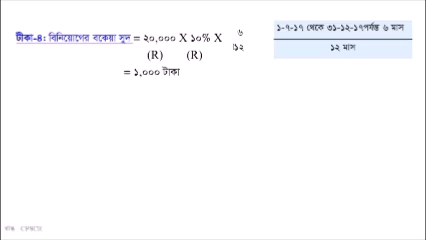 টীকা-৪: বিনিয়োগের বকেয়া সুদ = ২০,০০০ X ১০% X ৬
১২
(R) (R)
= ১,০০০ টাকা
১-৭-১৭ থেকে ৩১-১২-১৭পর্যন্ত ৬ মাস
১২ মাস